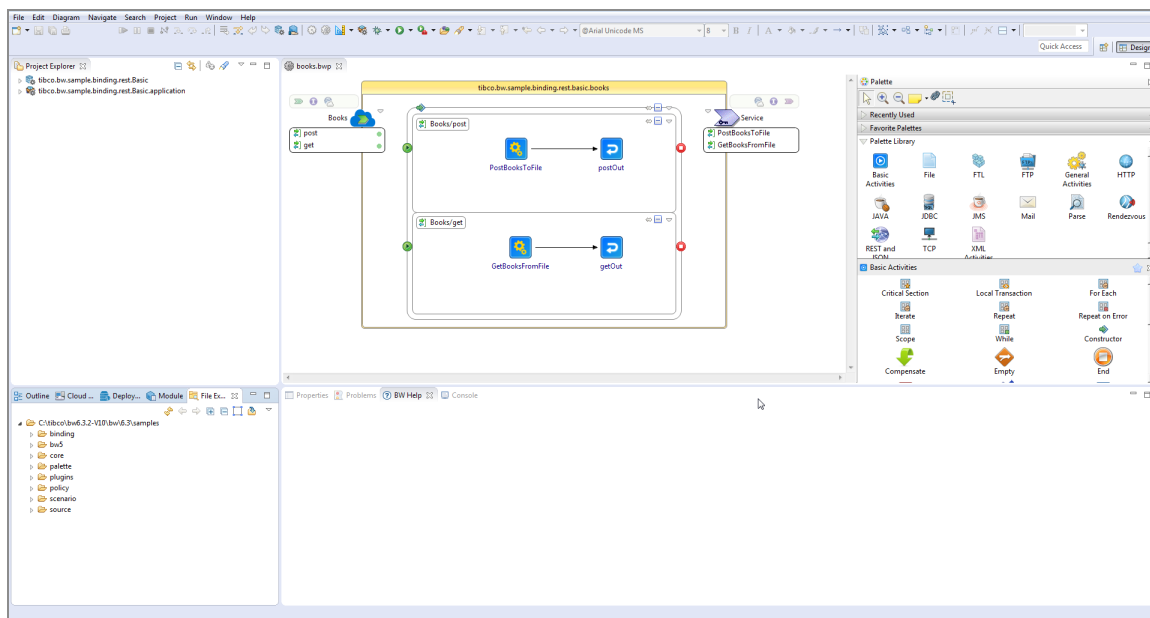 File Edit Diagram Navigate Search Project Run Window Help
@Arial Unicode MS
8
B I / A
Quick Access
Design
Project Explorer
books.bwp
tibco.bw.sample.binding.rest.Basic
tibco.bw.sample.binding.rest.Basic.application
tibco.bw.sample.binding.rest.basic.books
Books
post
get
Books/post
PostBooksToFile
postOut
Books/get
GetBooksFromFile
getOut
Service
PostBooksToFile
GetBooksFromFile
Palette
Recently Used
Favorite Palettes
Palette Library
Basic Activities
File
FTL
FTP
General Activities
HTTP
JAVA
JDBC
JMS
Mail
Parse
Rendezvous
REST and JSON
TCP
XML Activities
Basic Activities
Critical Section
Local Transaction
For Each
Iterate
Repeat
Repeat on Error
Scope
While
Constructor
Compensate
Empty
End
Outline Cloud ... Deploy... Module File Ex...
C:\tibco\bw6.3.2-V10\bw\6.3\samples
binding
bw5
core
palette
plugins
policy
scenario
source
Properties Problems BW Help Console